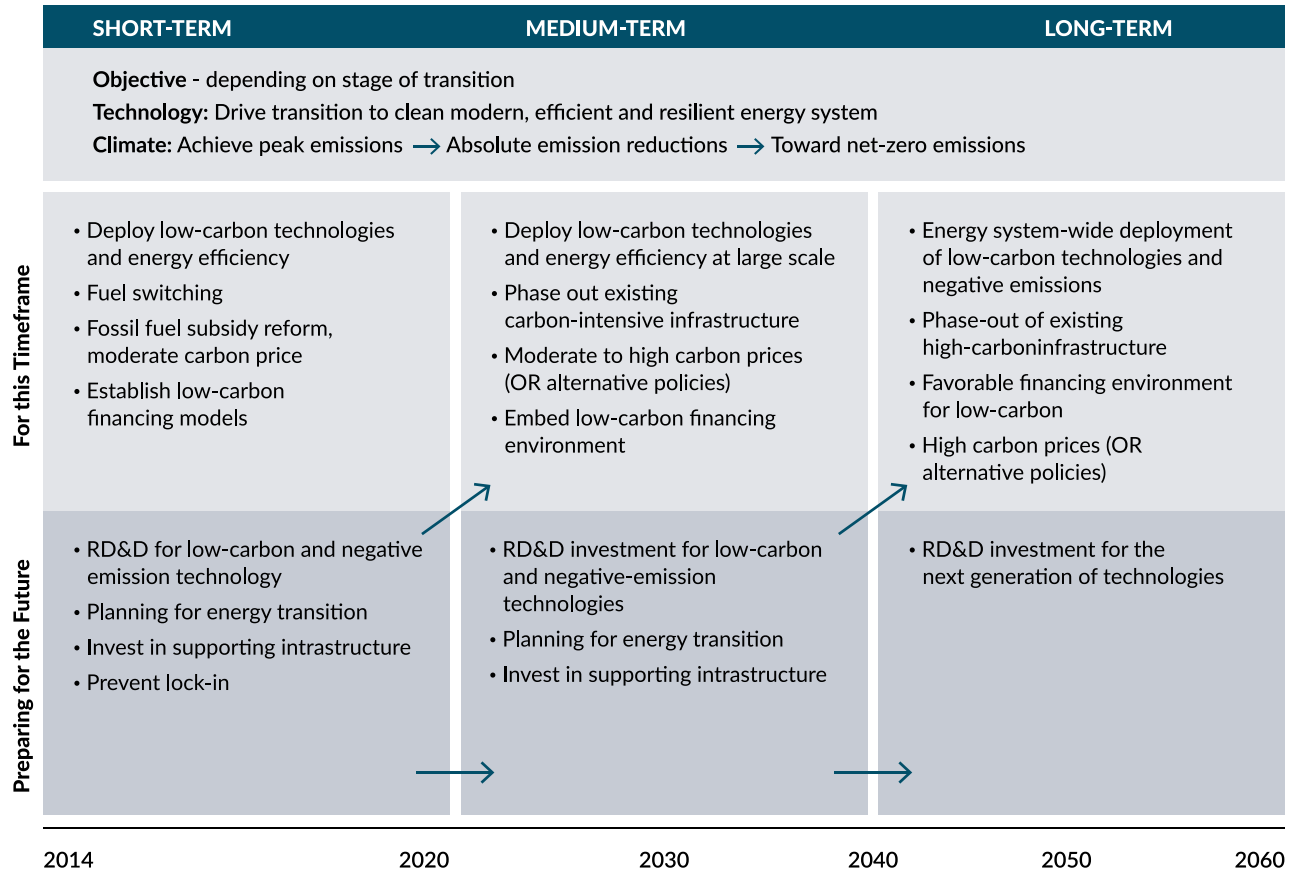 SHORT-TERM
MEDIUM-TERM
LONG-TERM
Objective - depending on stage of transition
Technology: Drive transition to clean modern, efficient and resilient energy system
Climate: Achieve peak emissions → Absolute emission reductions → Toward net-zero emissions
For this Timeframe
• Deploy low-carbon technologies
and energy efficiency
• Fuel switching
• Fossil fuel subsidy reform,
moderate carbon price
• Establish low-carbon
financing models
• Deploy low-carbon technologies
and energy efficiency at large scale
• Phase out existing
carbon-intensive infrastructure
• Moderate to high carbon prices
(OR alternative policies)
• Embed low-carbon financing
environment
• Energy system-wide deployment
of low-carbon technologies and
negative emissions
• Phase-out of existing
high-carboninfrastructure
• Favorable financing environment
for low-carbon
• High carbon prices (OR
alternative policies)
Preparing for the Future
• RD&D for low-carbon and negative
emission technology
• Planning for energy transition
• Invest in supporting intrastructure
• Prevent lock-in
• RD&D investment for low-carbon
and negative-emission
technologies
• Planning for energy transition
• Invest in supporting intrastructure
• RD&D investment for the
next generation of technologies
2014 2020 2030 2040 2050 2060